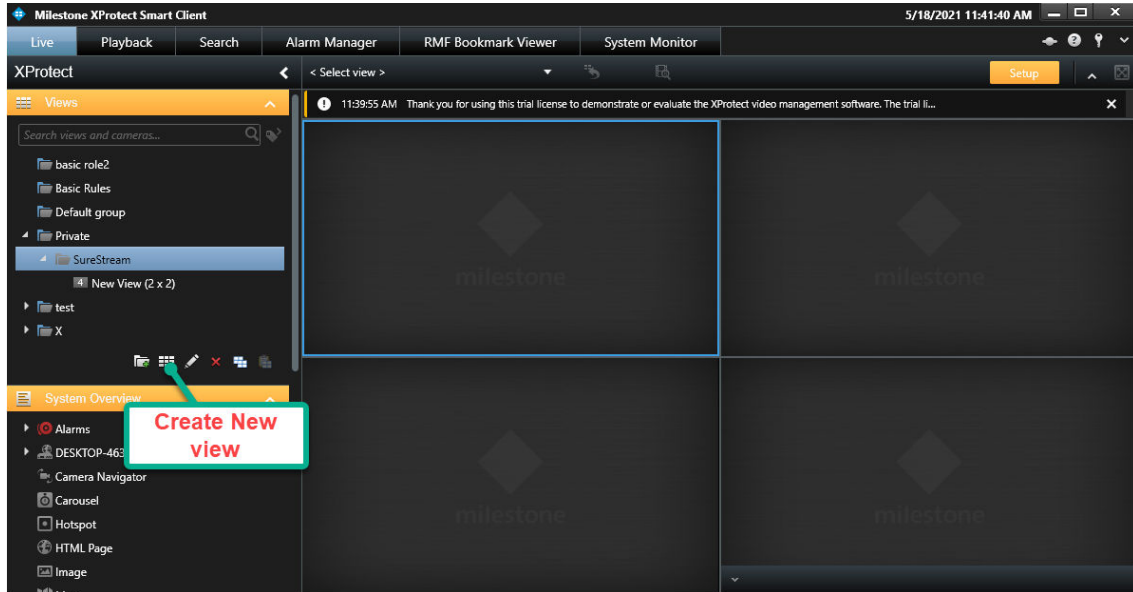 Milestone XProtect Smart Client
5/18/2021 11:41:40 AM
Live Playback Search Alarm Manager RMF Bookmark Viewer System Monitor
XProtect
< Select view >
Setup
Views
11:39:55 AM Thank you for using this trial license to demonstrate or evaluate the XProtect video management software. The trial li...
Search views and cameras...
basic role2
Basic Rules
Default group
Private
SureStream
4 New View (2 x 2)
test
X
milestone
milestone
System Overview
Create New
view
Alarms
DESKTOP-463
Camera Navigator
Carousel
Hotspot
HTML Page
Image
milestone
milestone